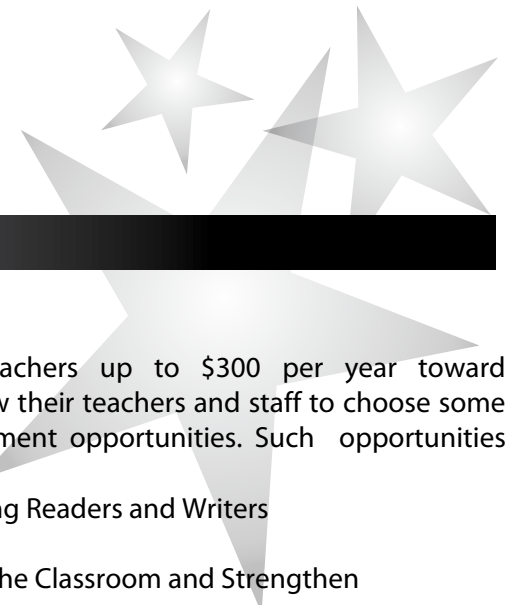 achers up to $300 per year toward
w their teachers and staff to choose some
ment opportunities. Such opportunities
ng Readers and Writers
he Classroom and Strengthen